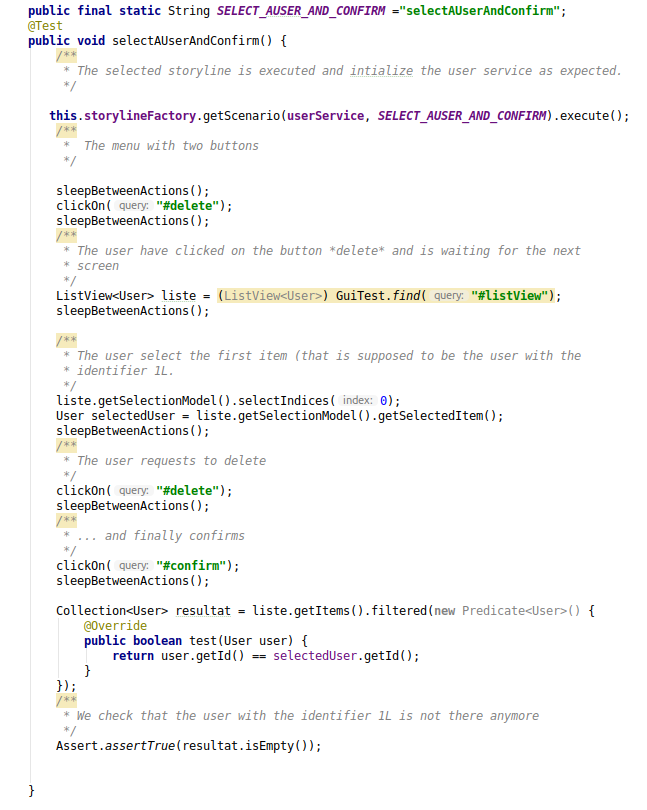 public final static String SELECT_AUSER_AND_CONFIRM ="selectAUserAndConfirm";
@Test
public void selectAUserAndConfirm() {
/**
* The selected storyline is executed and intialize the user service as expected.
*/
this.storylineFactory.getScenario(userService, SELECT_AUSER_AND_CONFIRM).execute();
/**
*  The menu with two buttons
*/
sleepBetweenActions();
clickOn( query: "#delete");
sleepBetweenActions();
/**
* The user have clicked on the button *delete* and is waiting for the next
* screen
*/
ListView<User> liste = (ListView<User>) GuiTest.find( query: "#listView");
sleepBetweenActions();
/**
* The user select the first item (that is supposed to be the user with the
* identifier 1L.
*/
liste.getSelectionModel().selectIndices( index: 0);
User selectedUser = liste.getSelectionModel().getSelectedItem();
sleepBetweenActions();
/**
* The user requests to delete
*/
clickOn( query: "#delete");
sleepBetweenActions();
/**
* ... and finally confirms
*/
clickOn( query: "#confirm");
sleepBetweenActions();
Collection<User> resultat = liste.getItems().filtered(new Predicate<User>() {
@Override
public boolean test(User user) {
return user.getId() == selectedUser.getId();
}
});
/**
* We check that the user with the identifier 1L is not there anymore
*/
Assert.assertTrue(resultat.isEmpty());
}